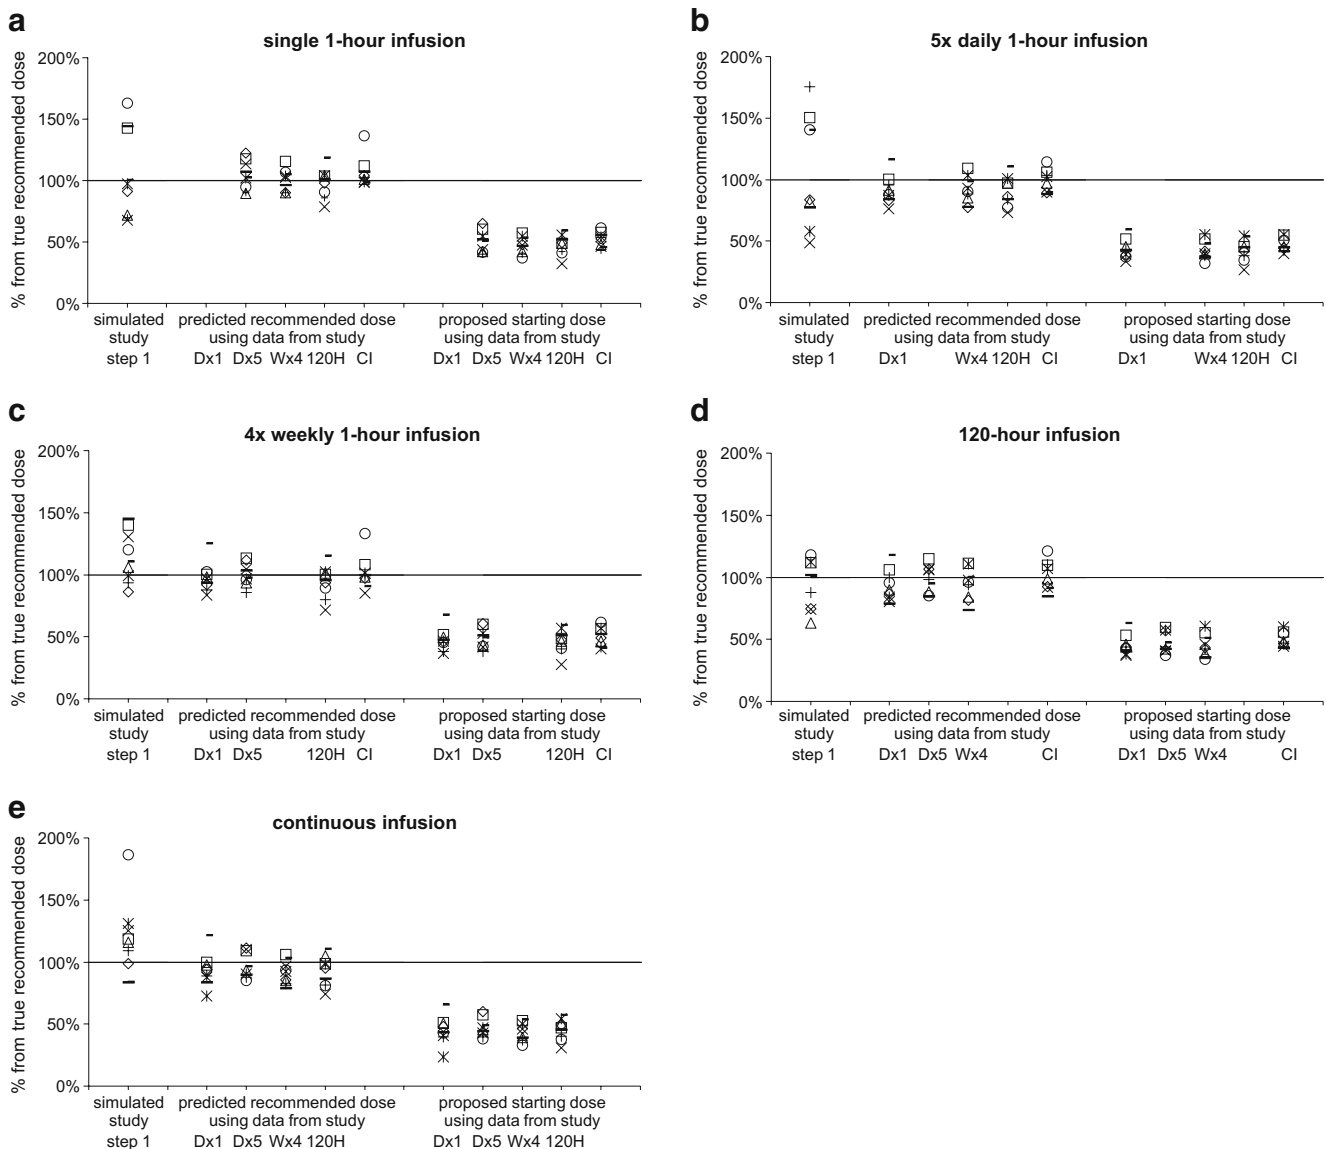 a
single 1-hour infusion
% from true recommended dose
200%
150%
100%
50%
0%
simulated predicted recommended dose proposed starting dose
study using data from study using data from study
step 1 Dx1 Dx5 Wx4 120H CI Dx1 Dx5 Wx4 120H CI
b
5x daily 1-hour infusion
% from true recommended dose
200%
150%
100%
50%
0%
simulated predicted recommended dose proposed starting dose
study using data from study using data from study
step 1 Dx1 Wx4 120H CI Dx1 Wx4 120H CI
c
4x weekly 1-hour infusion
% from true recommended dose
200%
150%
100%
50%
0%
simulated predicted recommended dose proposed starting dose
study using data from study using data from study
step 1 Dx1 Dx5 120H CI Dx1 Dx5 120H CI
d
120-hour infusion
% from true recommended dose
200%
150%
100%
50%
0%
simulated predicted recommended dose proposed starting dose
study using data from study using data from study
step 1 Dx1 Dx5 Wx4 CI Dx1 Dx5 Wx4 CI
e
continuous infusion
% from true recommended dose
200%
150%
100%
50%
0%
simulated predicted recommended dose proposed starting dose
study using data from study using data from study
step 1 Dx1 Dx5 Wx4 120H Dx1 Dx5 Wx4 120H